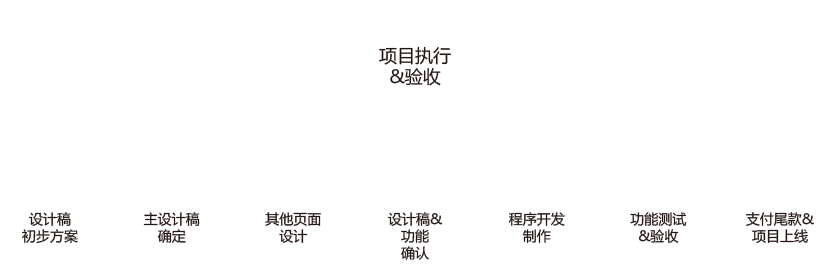 项目执行
&验收
设计稿
初步方案
主设计稿
确定
其他页面
设计
设计稿&
功能
确认
程序开发
制作
功能测试
&验收
支付尾款&
项目上线